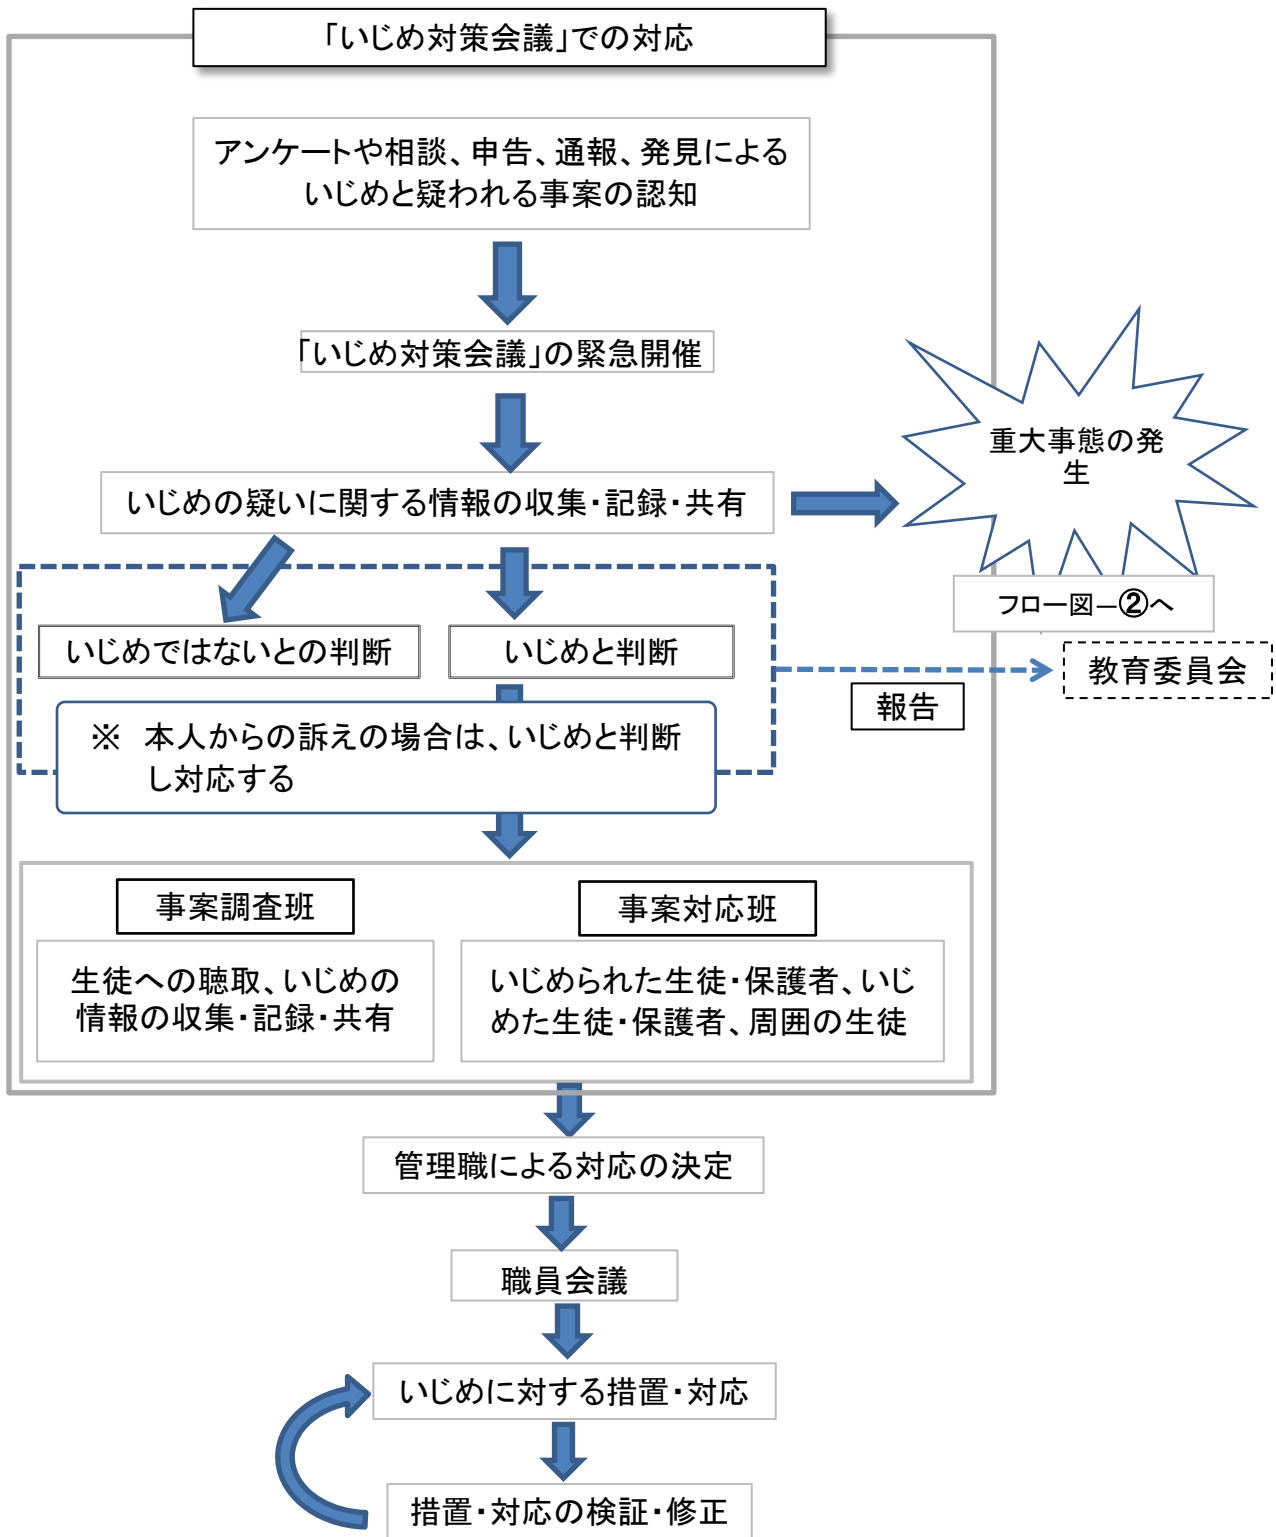 「いじめ対策会議」での対応
アンケートや相談、申告、通報、発見による
いじめと疑われる事案の認知
「いじめ対策会議」の緊急開催
いじめの疑いに関する情報の収集・記録・共有
重大事態の発
生
フロー図―②へ
いじめではないとの判断
いじめと判断
教育委員会
報告
※　本人からの訴えの場合は、いじめと判断
し対応する
事案調査班
事案対応班
生徒への聴取、いじめの
情報の収集・記録・共有
いじめられた生徒・保護者、いじ
めた生徒・保護者、周囲の生徒
管理職による対応の決定
職員会議
いじめに対する措置・対応
措置・対応の検証・修正